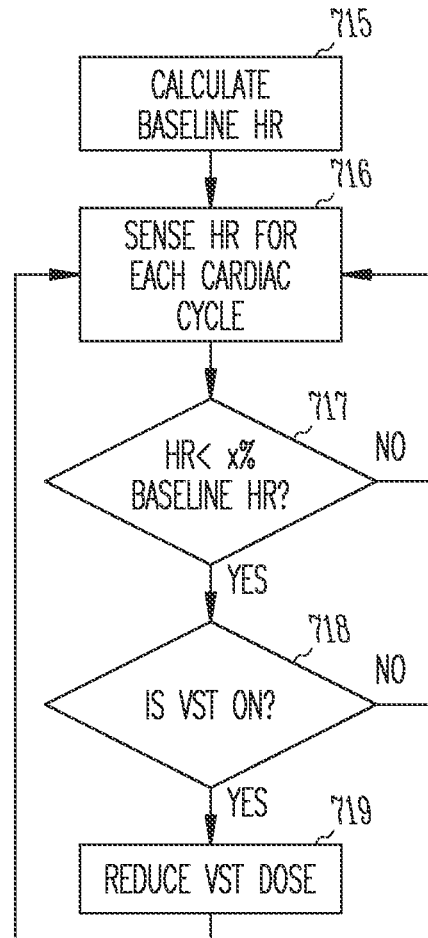 715
CALCULATE
BASELINE HR
716
SENSE HR FOR
EACH CARDIAC
CYCLE
717
HR< x%
BASELINE HR?
NO
YES
718
IS VST ON?
NO
YES
719
REDUCE VST DOSE